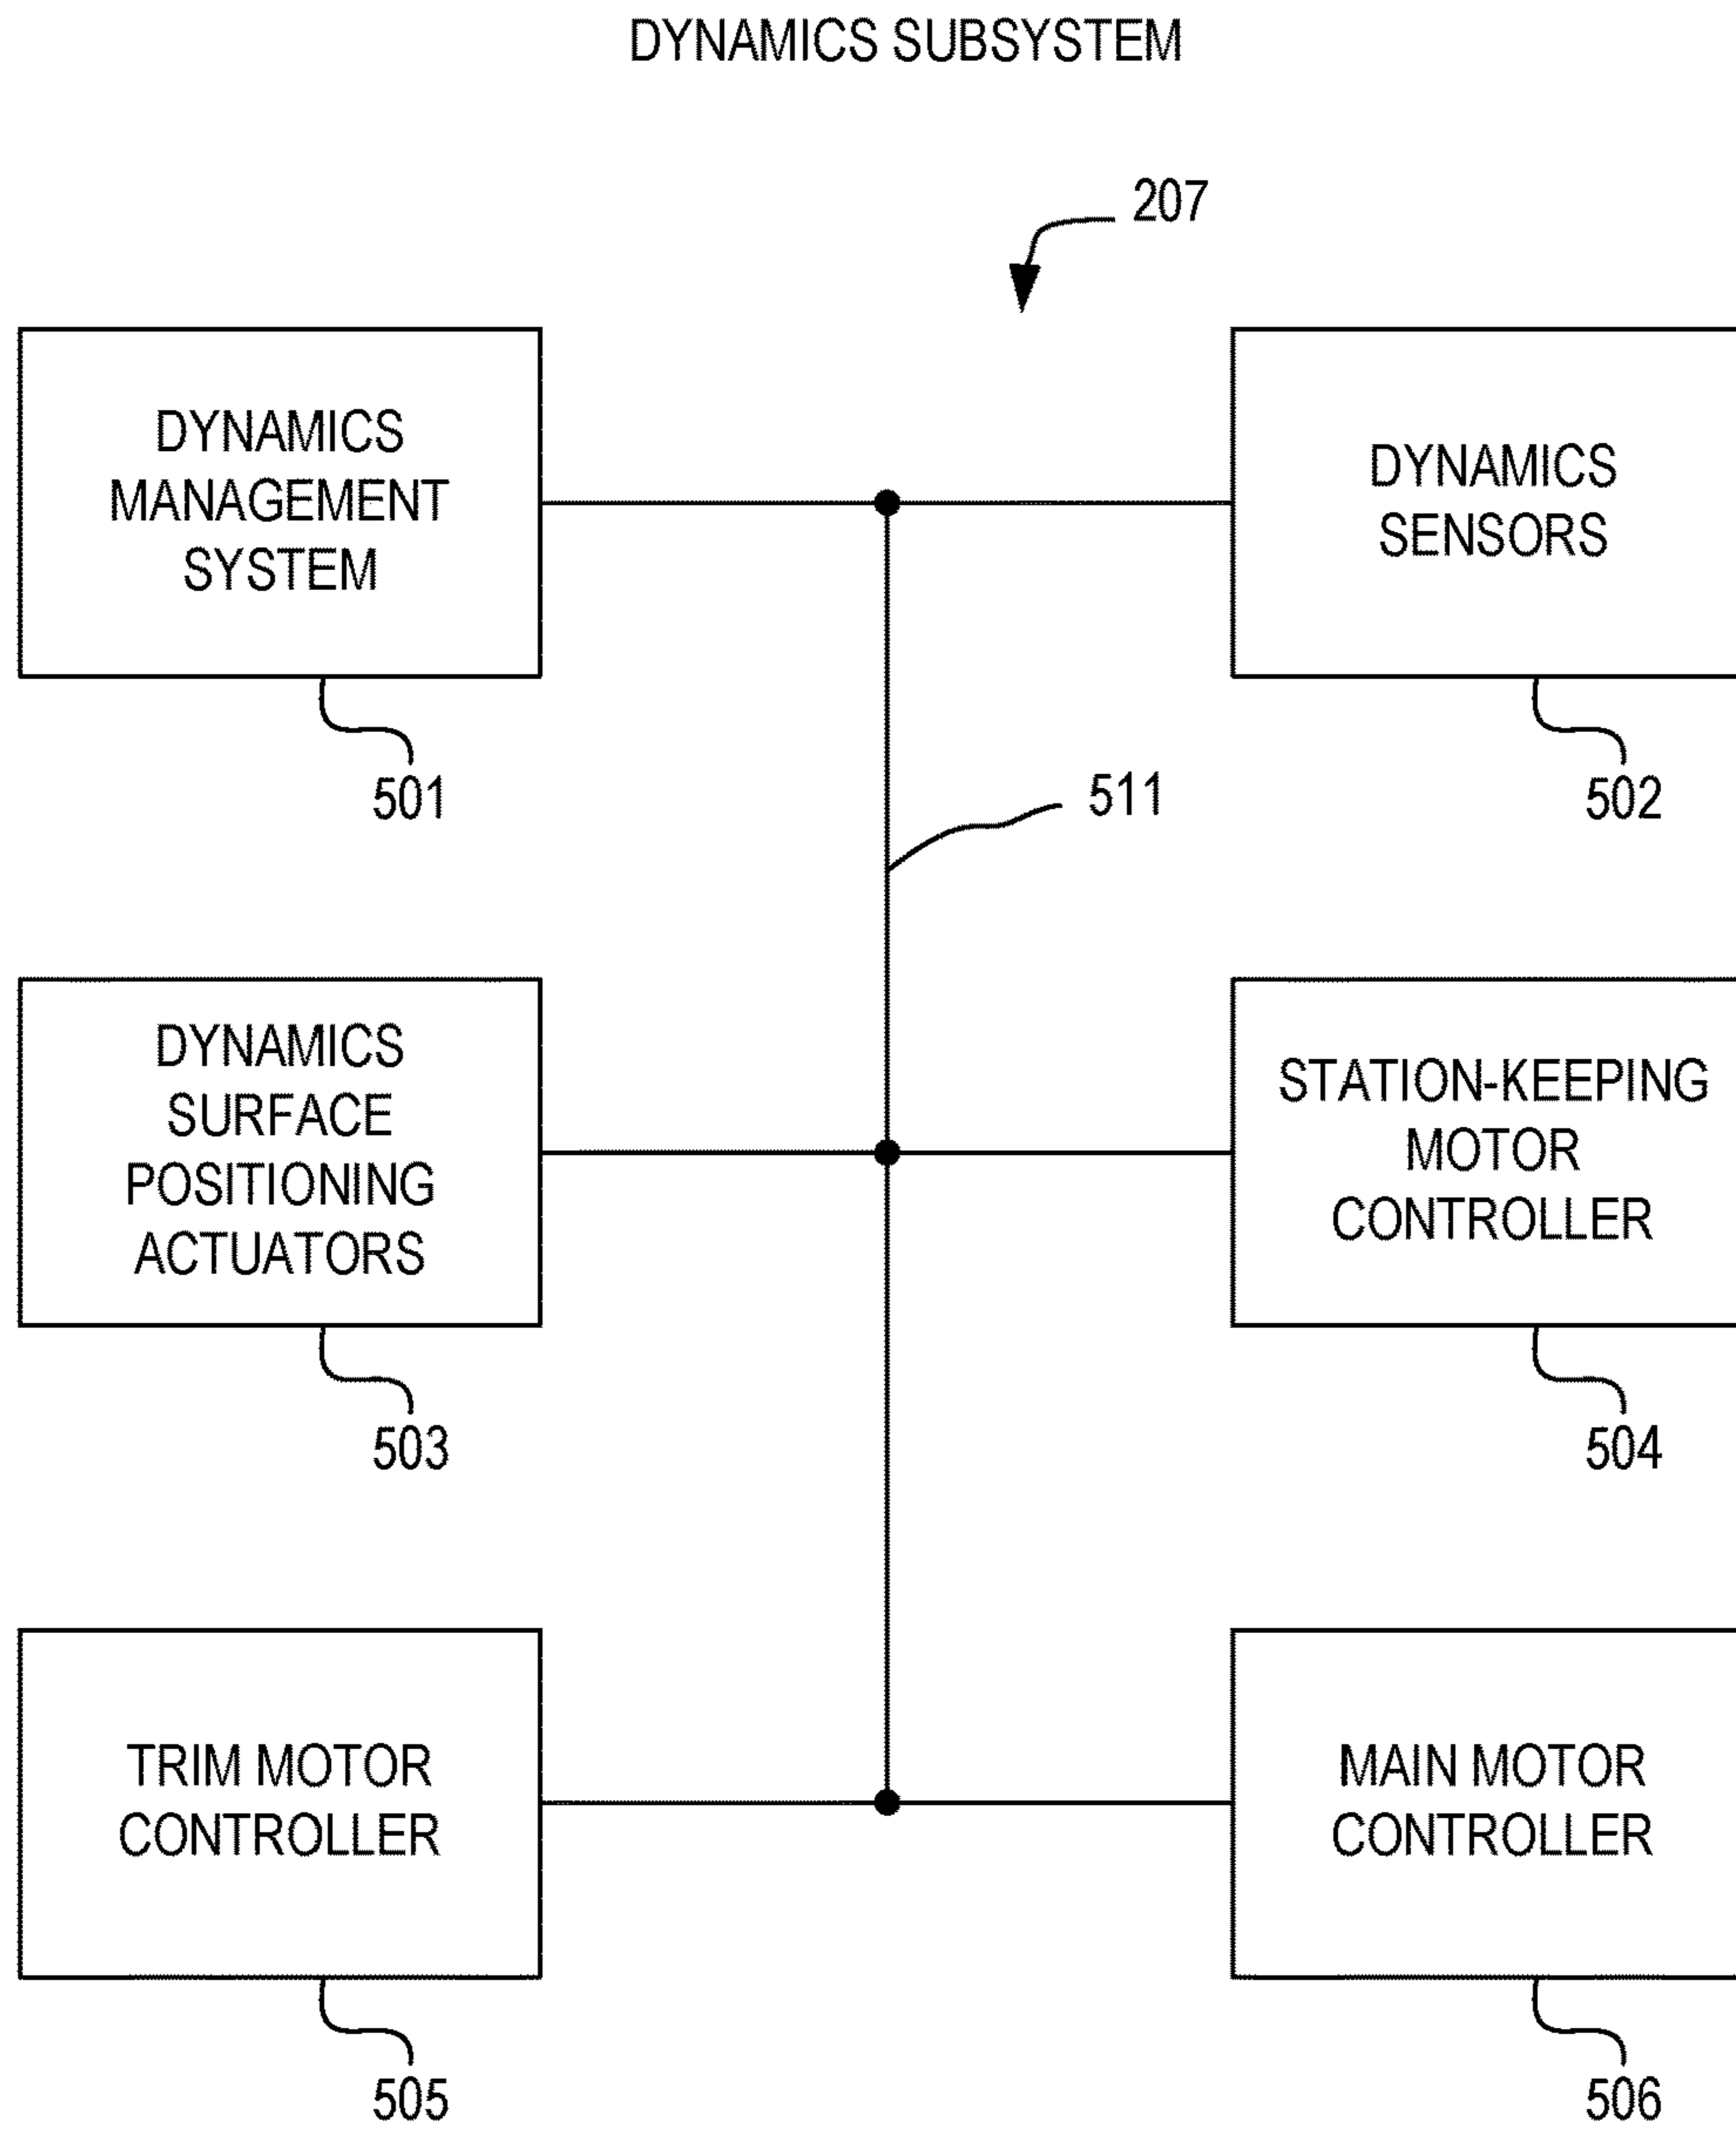 DYNAMICS SUBSYSTEM
207
DYNAMICS
MANAGEMENT
SYSTEM
501
DYNAMICS
SENSORS
502
511
DYNAMICS
SURFACE
POSITIONING
ACTUATORS
503
STATION-KEEPING
MOTOR
CONTROLLER
504
TRIM MOTOR
CONTROLLER
505
MAIN MOTOR
CONTROLLER
506